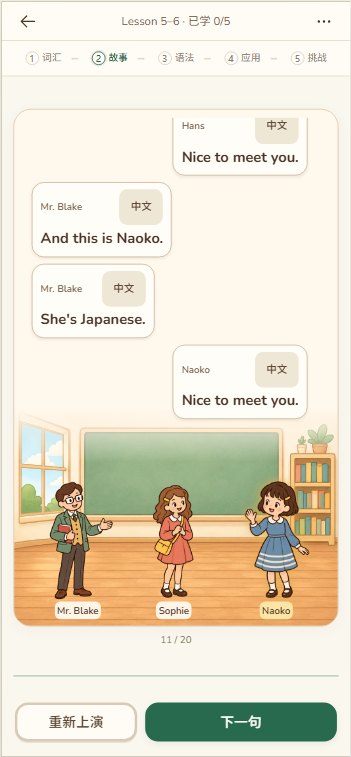 Lesson 5-6 · 已学 0/5
1 词汇
2 故事
3 语法
4 应用
5 挑战
Hans
中文
Nice to meet you.
Mr. Blake
中文
And this is Naoko.
Mr. Blake
中文
She's Japanese.
Naoko
中文
Nice to meet you.
Mr. Blake
Sophie
Naoko
11 / 20
重新上演
下一句